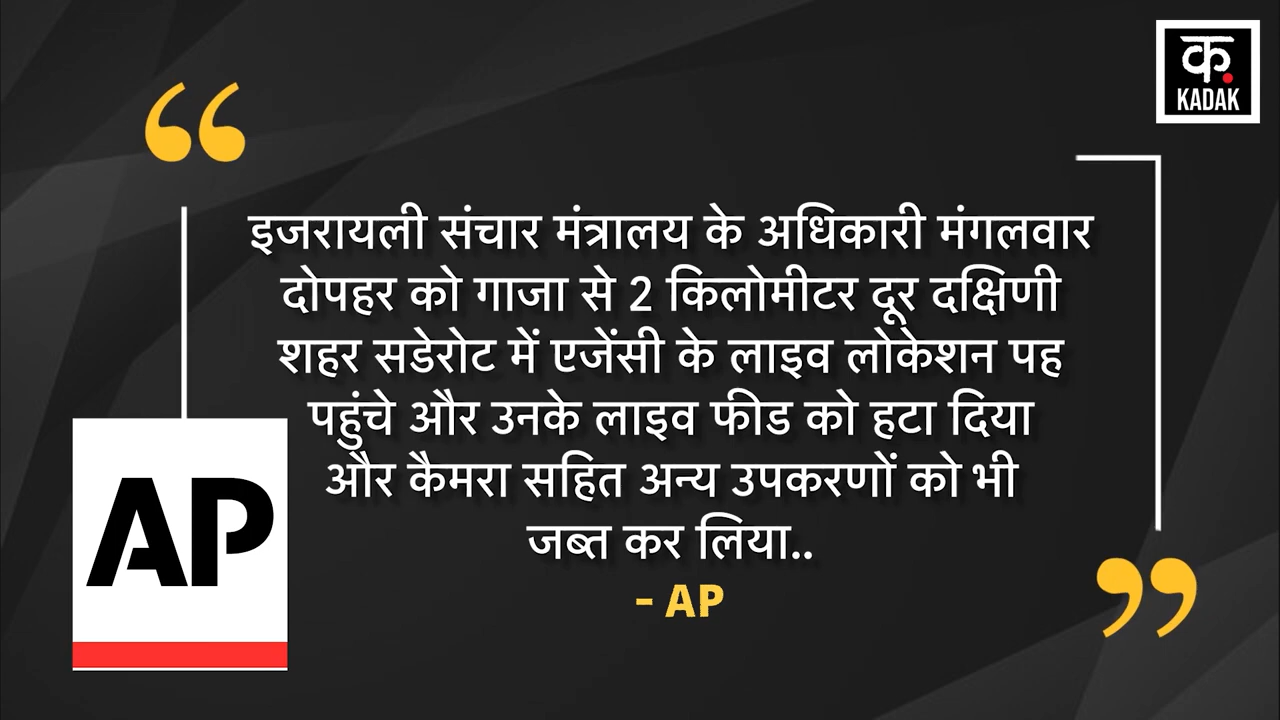 क.
KADAK
“
इजरायली संचार मंत्रालय के अधिकारी मंगलवार
दोपहर को गाजा से 2 किलोमीटर दूर दक्षिणी
शहर सडेरोट में एजेंसी के लाइव लोकेशन पह
पहुंचे और उनके लाइव फीड को हटा दिया
और कैमरा सहित अन्य उपकरणों को भी
जब्त कर लिया..
- AP
”
AP